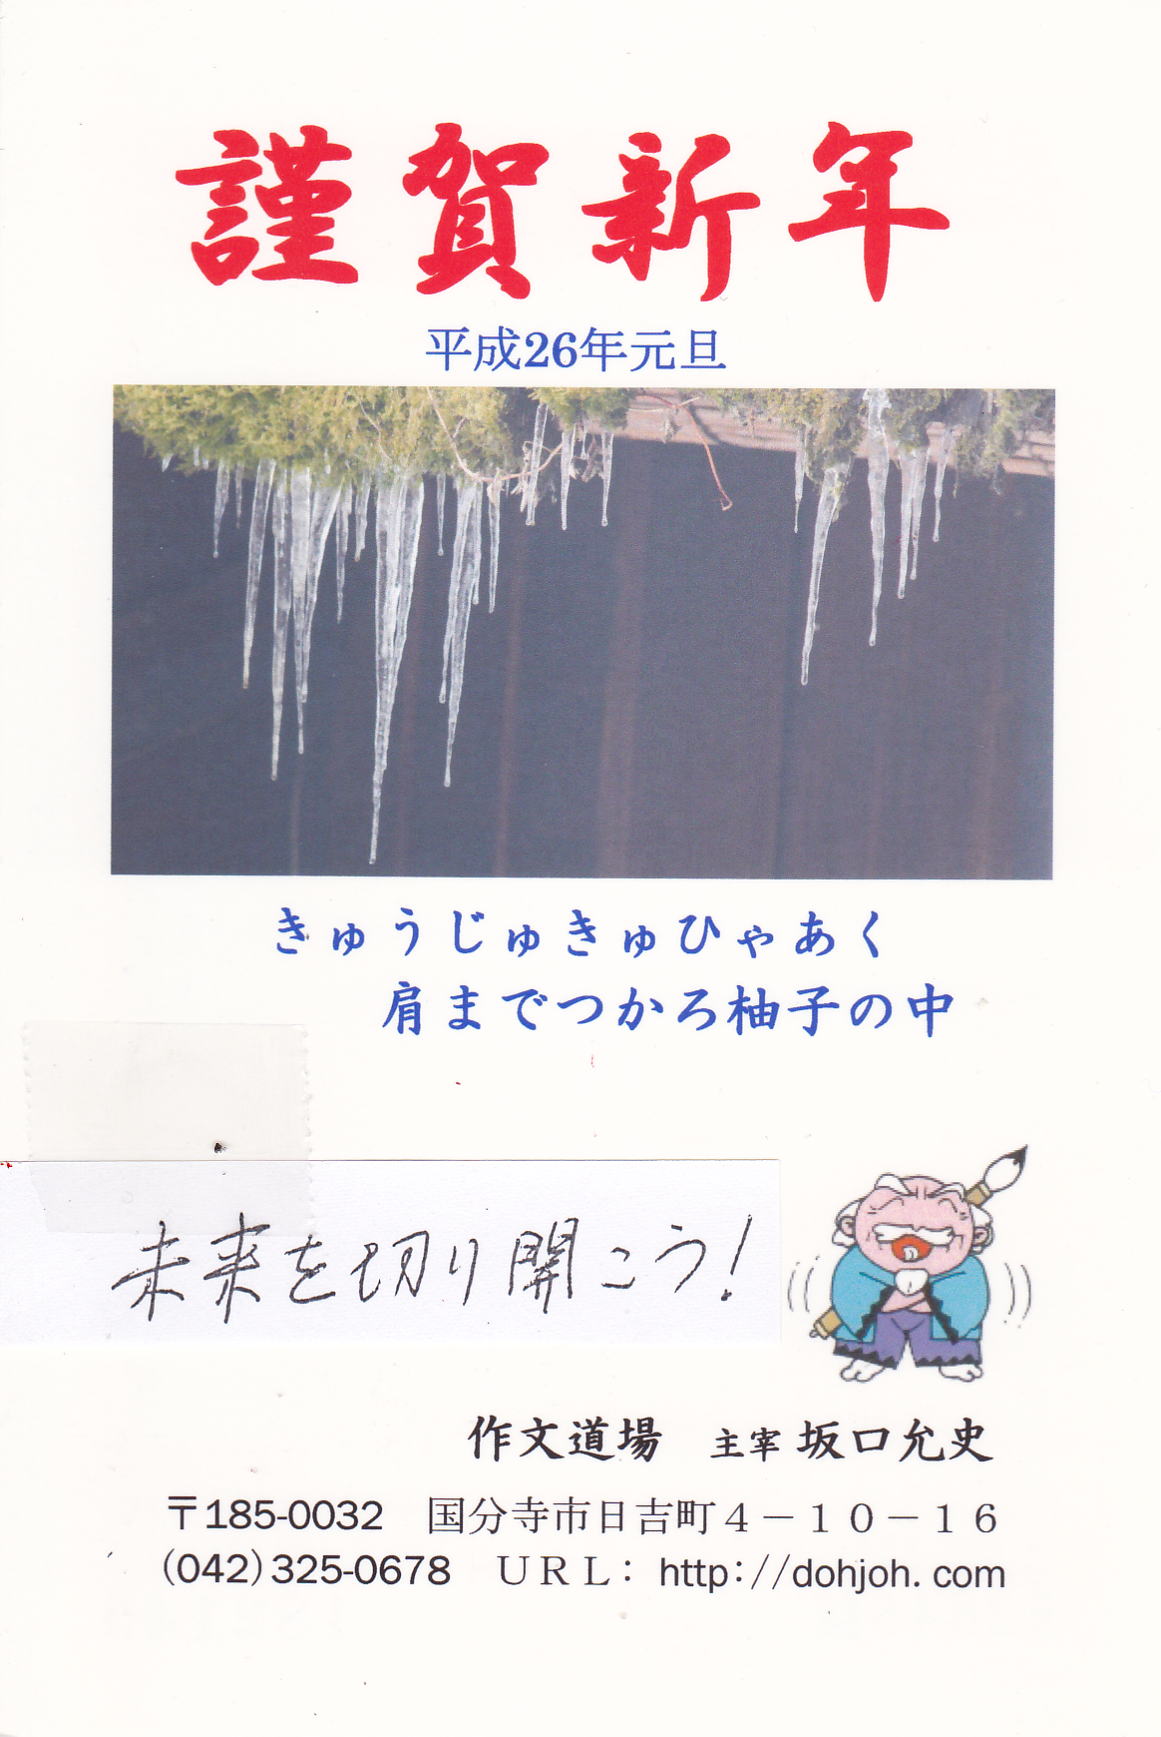 謹賀新年
平成26年元旦
きゅうじゅきゅひゃあく
肩までつかろ柚子の中
未来を切り開こう!
作文道場　主宰 坂口允史
〒185-0032　国分寺市日吉町４－１０－１６
(042)325-0678　ＵＲＬ： http://dohjoh.com